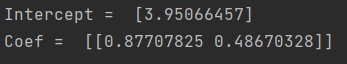 Intercept =  [3.95066457]
Coef =  [[0.87707825 0.48670328]]